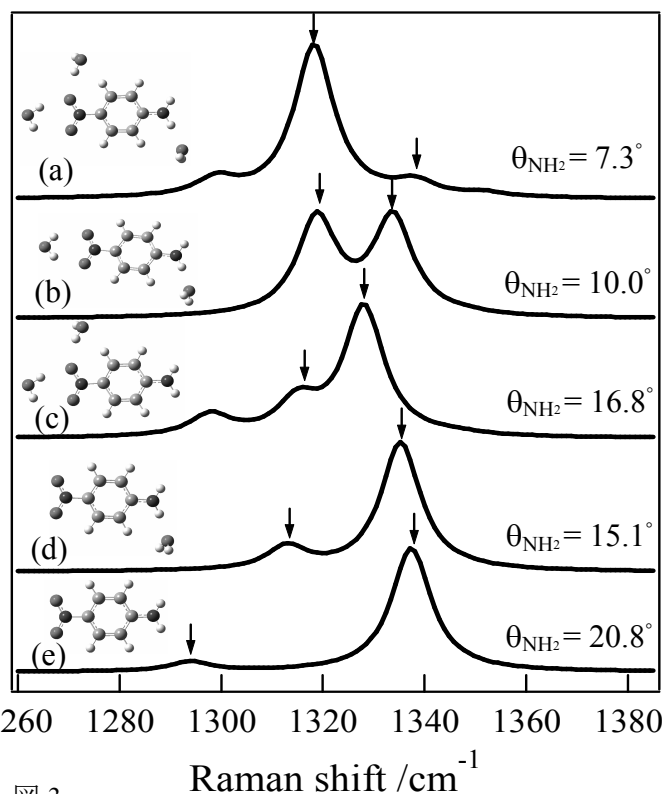 (a)
θNH2 = 7.3°
(b)
θNH2 = 10.0°
(c)
θNH2 = 16.8°
(d)
θNH2 = 15.1°
(e)
θNH2 = 20.8°
260 1280 1300 1320 1340 1360 1380
Raman shift /cm-1